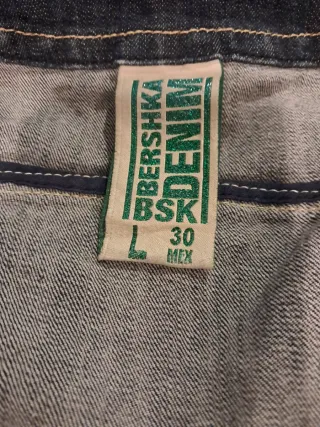 BERSHKA
DENIM
BSK
L 30
MEX